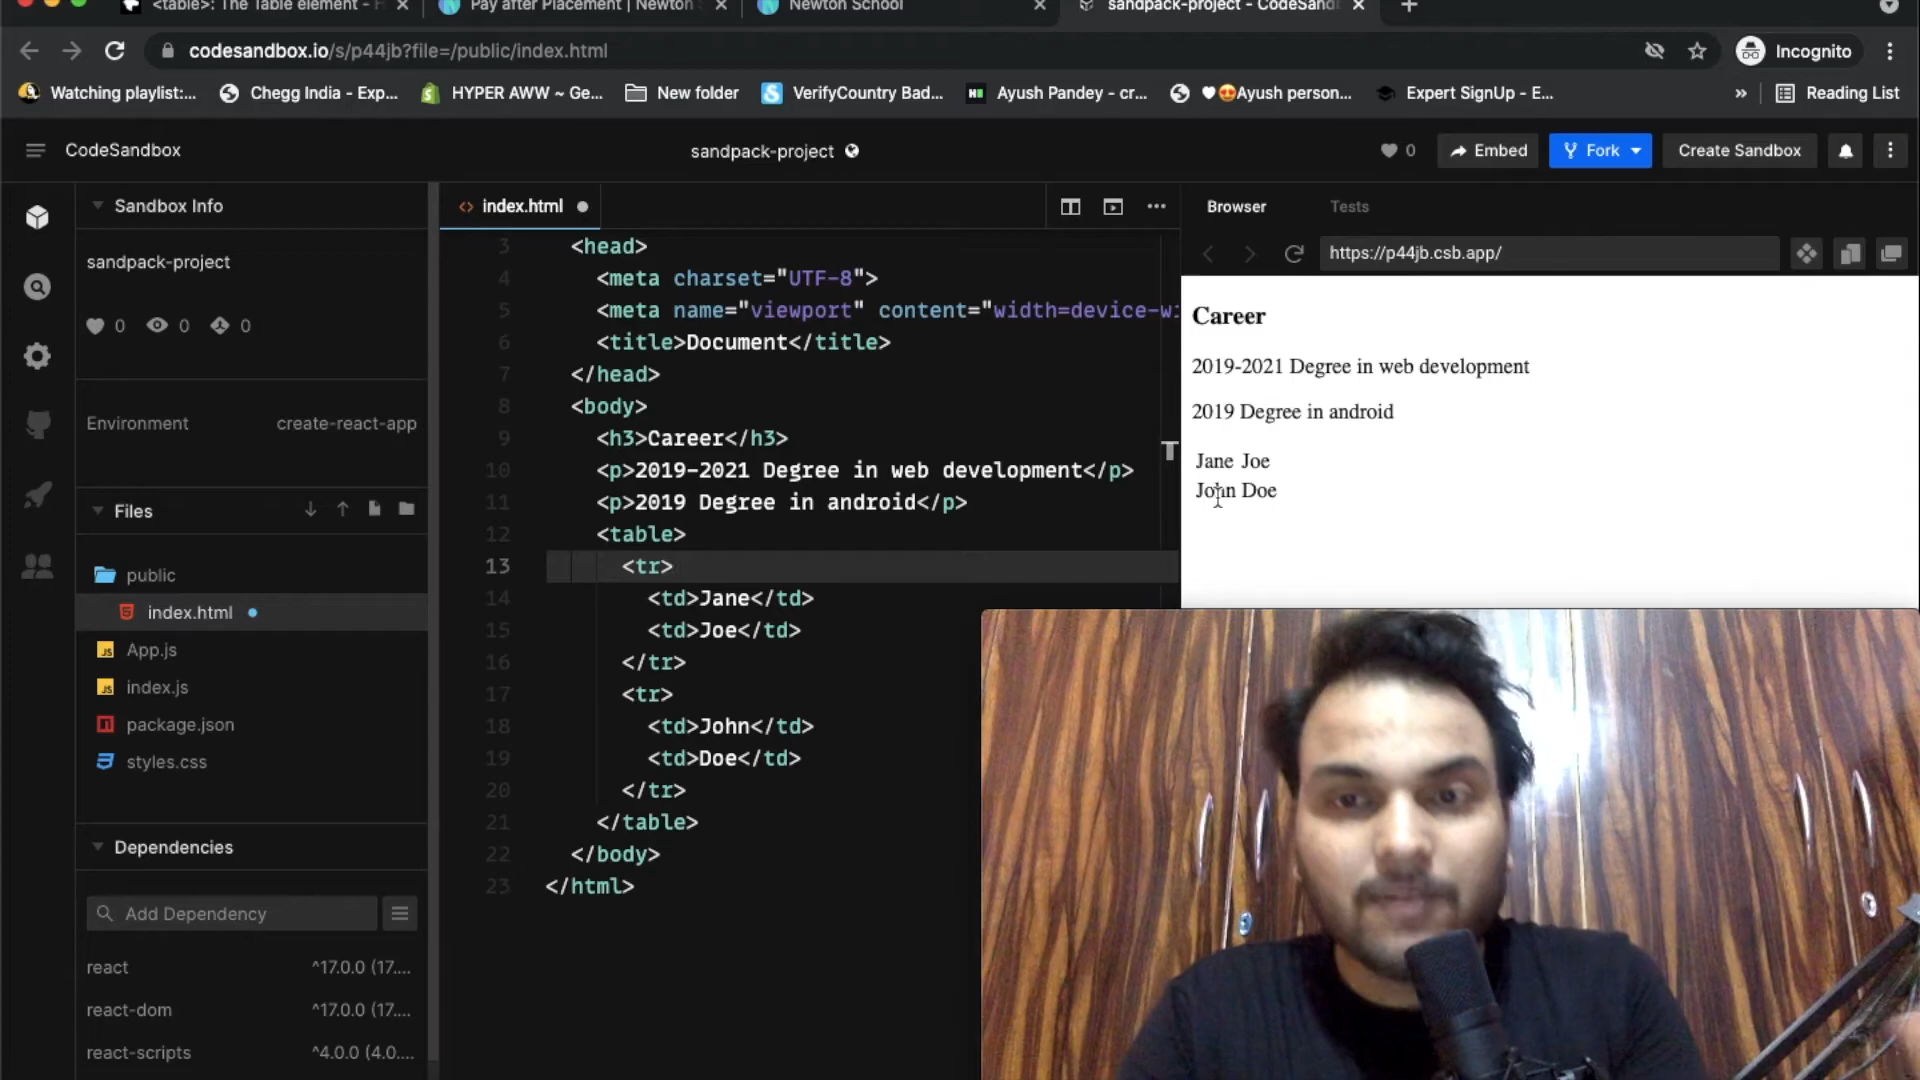 <table>: The Table element - H
Pay after Placement | Newton S
Newton School
sandpack-project - CodeSandb
codesandbox.io/s/p44jb?file=/public/index.html
Incognito
Watching playlist:...
Chegg India - Exp...
HYPER AWW ~ Ge...
New folder
VerifyCountry Bad...
Ayush Pandey - cr...
♥😍Ayush person...
Expert SignUp - E...
»
Reading List
CodeSandbox
sandpack-project
0
Embed
Fork
Create Sandbox
Sandbox Info
index.html
Browser
Tests
sandpack-project
https://p44jb.csb.app/
0 0 0
Environment create-react-app
Files
public
index.html
App.js
index.js
package.json
styles.css
Dependencies
Add Dependency
react ^17.0.0 (17....
react-dom ^17.0.0 (17....
react-scripts ^4.0.0 (4.0....
3 <head>
4 <meta charset="UTF-8">
5 <meta name="viewport" content="width=device-wi
6 <title>Document</title>
7 </head>
8 <body>
9 <h3>Career</h3>
10 <p>2019-2021 Degree in web development</p>
11 <p>2019 Degree in android</p>
12 <table>
13 <tr>
14 <td>Jane</td>
15 <td>Joe</td>
16 </tr>
17 <tr>
18 <td>John</td>
19 <td>Doe</td>
20 </tr>
21 </table>
22 </body>
23 </html>
Career
2019-2021 Degree in web development
2019 Degree in android
Jane Joe
John Doe